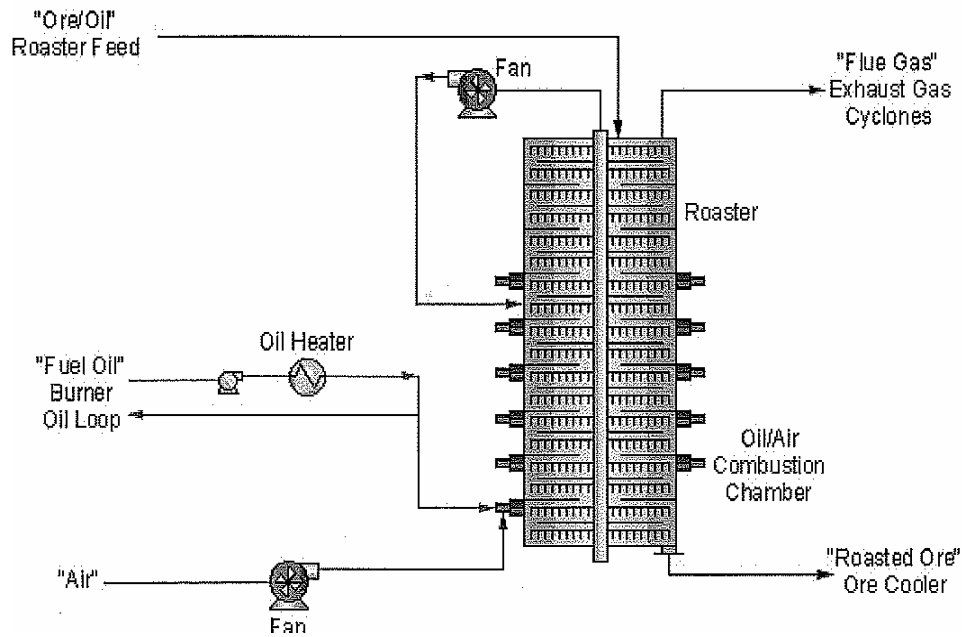 "Ore/Oil"
Roaster Feed
Fan
"Flue Gas"
Exhaust Gas
Cyclones
Roaster
Oil Heater
"Fuel Oil"
Burner
Oil Loop
Oil/Air
Combustion
Chamber
"Air"
Fan
"Roasted Ore"
Ore Cooler